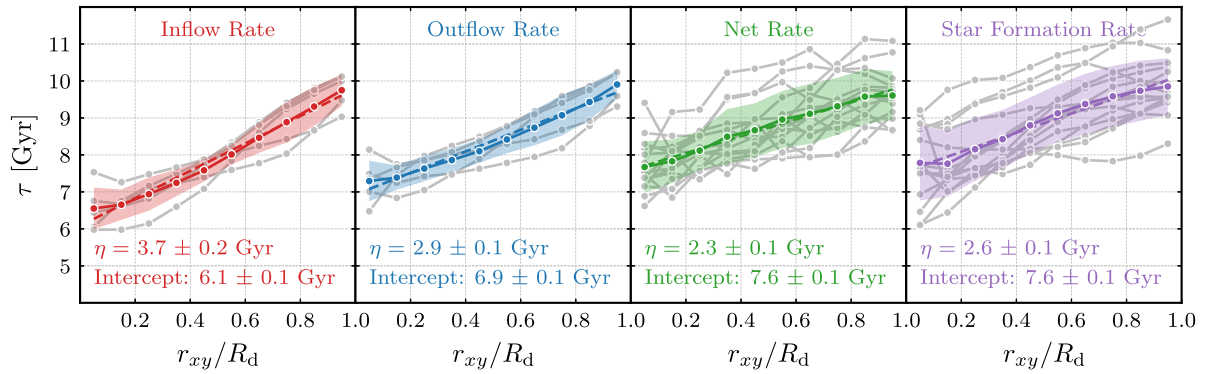 Inflow Rate
Outflow Rate
Net Rate
Star Formation Rate
11
10
9
8
7
6
5
τ [Gyr]
η = 3.7 ± 0.2 Gyr
Intercept: 6.1 ± 0.1 Gyr
η = 2.9 ± 0.1 Gyr
Intercept: 6.9 ± 0.1 Gyr
η = 2.3 ± 0.1 Gyr
Intercept: 7.6 ± 0.1 Gyr
η = 2.6 ± 0.1 Gyr
Intercept: 7.6 ± 0.1 Gyr
0.2 0.4 0.6 0.8 1.0 0.2 0.4 0.6 0.8 1.0 0.2 0.4 0.6 0.8 1.0 0.2 0.4 0.6 0.8 1.0
r_xy/R_d r_xy/R_d r_xy/R_d r_xy/R_d